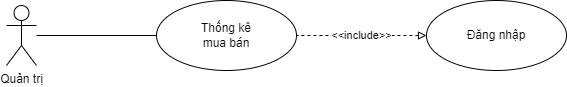 Thống kê
mua bán
<<include>>
Đăng nhập
Quản trị